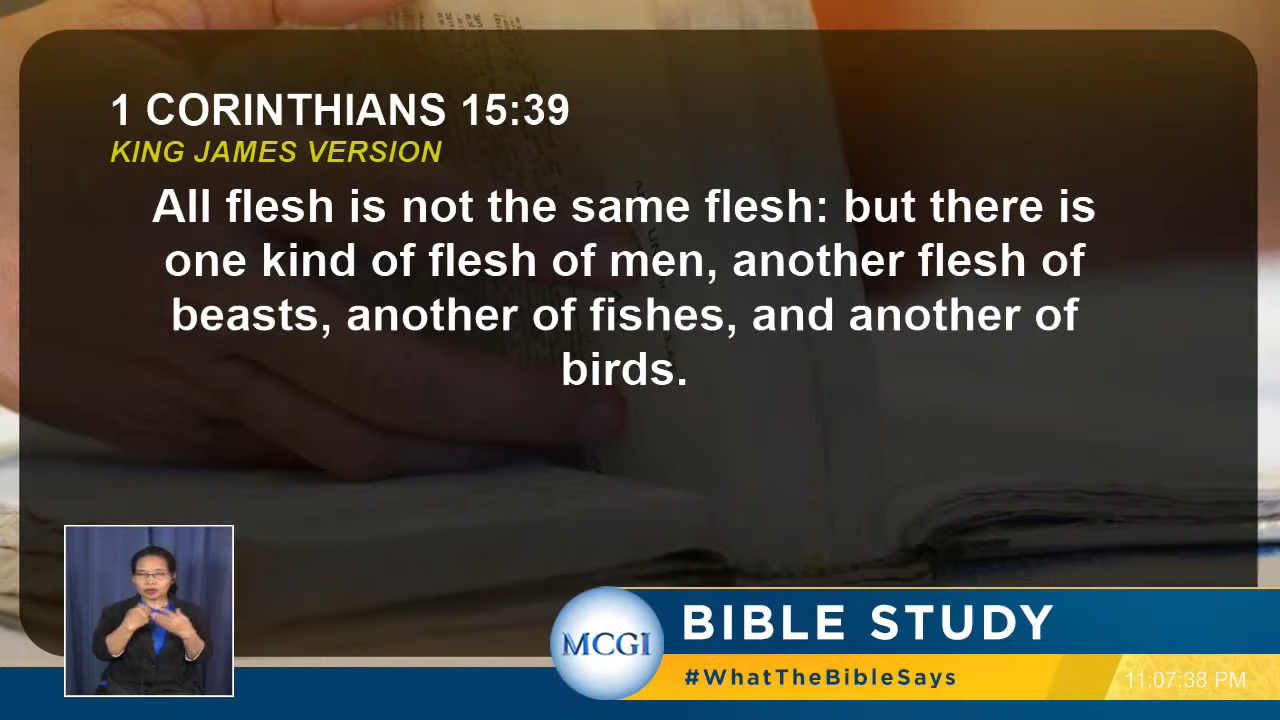 1 CORINTHIANS 15:39
KING JAMES VERSION
All flesh is not the same flesh: but there is
one kind of flesh of men, another flesh of
beasts, another of fishes, and another of
birds.
MCGI
BIBLE STUDY
#WhatTheBibleSays
11:07:38 PM